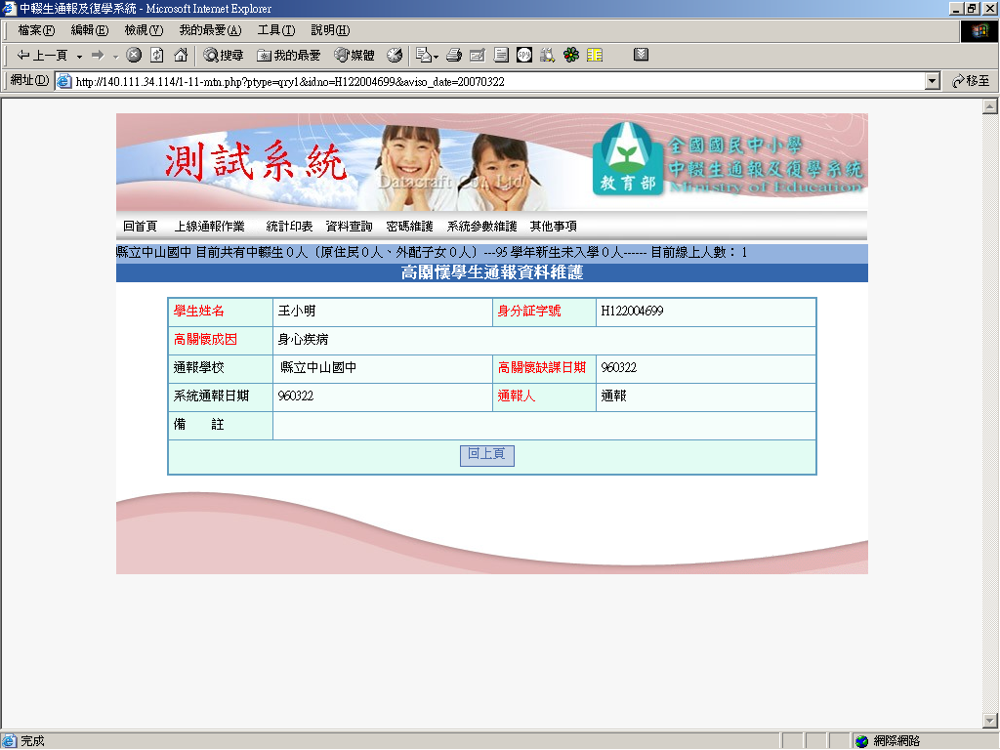 中輟生通報及復學系統 - Microsoft Internet Explorer
檔案(F) 編輯(E) 檢視(V) 我的最愛(A) 工具(T) 說明(H)
上一頁 搜尋 我的最愛 媒體
網址(D) http://140.111.34.114/1-11-mtn.php?ptype=qry1&idno=H122004699&aviso_date=20070322 移至
測試系統
Datacraft Co., Ltd.
教育部
全國國民中小學
中輟生通報及復學系統
Ministry of Education
回首頁 上線通報作業 統計印表 資料查詢 密碼維護 系統參數維護 其他事項
縣立中山國中 目前共有中輟生 0 人（原住民 0 人、外配子女 0 人）---95 學年新生未入學 0 人------ 目前線上人數： 1
高關懷學生通報資料維護
學生姓名 王小明 身分証字號 H122004699
高關懷成因 身心疾病
通報學校 縣立中山國中 高關懷缺課日期 960322
系統通報日期 960322 通報人 通報
備 註
回上頁
完成 網際網路